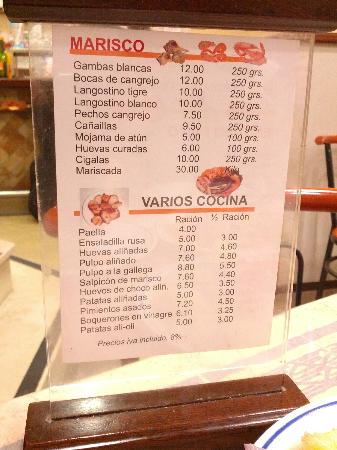 MARISCO
Gambas blancas 12.00 250 grs.
Bocas de cangrejo 12.00 250 grs.
Langostino tigre 10.00 250 grs.
Langostino blanco 10.00 250 grs.
Pechos cangrejo 7.50 250 grs.
Cañaillas 9.50 250 grs.
Mojama de atún 5.00 100 grs.
Huevas curadas 6.00 100 grs.
Cigalas 10.00 250 grs.
Mariscada 30.00 Kilo
VARIOS COCINA
Ración ½ Ración
Paella 4.00
Ensaladilla rusa 5.00 3.00
Huevas aliñadas 7.00 4.60
Pulpo aliñado 7.60 4.80
Pulpo a la gallega 8.80 5.50
Salpicón de marisco 7.60 4.40
Huevos de choco alin. 6.50 3.50
Patatas aliñadas 5.00 3.00
Pimientos asados 7.20 4.50
Boquerones en vinagre 6.10 3.25
Patatas ali-oli 5.00 3.00
Precios iva incluido. 8%